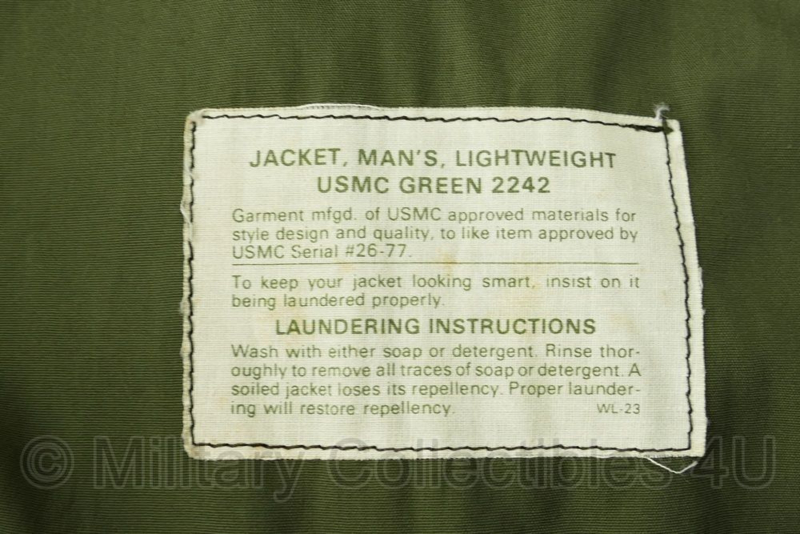 JACKET, MAN'S, LIGHTWEIGHT
USMC GREEN 2242
Garment mfgd. of USMC approved materials for
style design and quality, to like item approved by
USMC Serial #26-77.
To keep your jacket looking smart, insist on it
being laundered properly.
LAUNDERING INSTRUCTIONS
Wash with either soap or detergent. Rinse thor-
oughly to remove all traces of soap or detergent. A
soiled jacket loses its repellency. Proper launder-
ing will restore repellency. WL-23
© Military Collectibles 4U